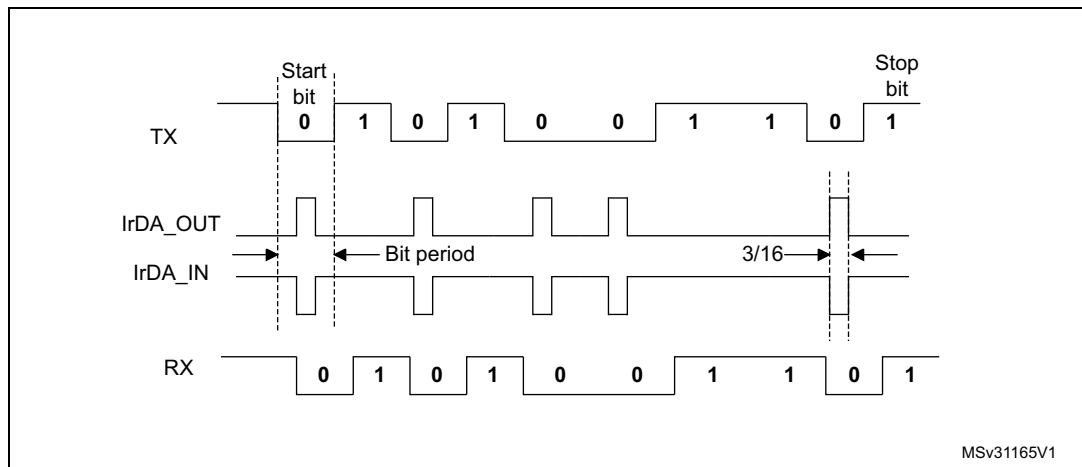 Start bit
Stop bit
TX 0 1 0 1 0 0 1 1 0 1
IrDA_OUT
Bit period
3/16
IrDA_IN
RX 0 1 0 1 0 0 1 1 0 1
MSv31165V1